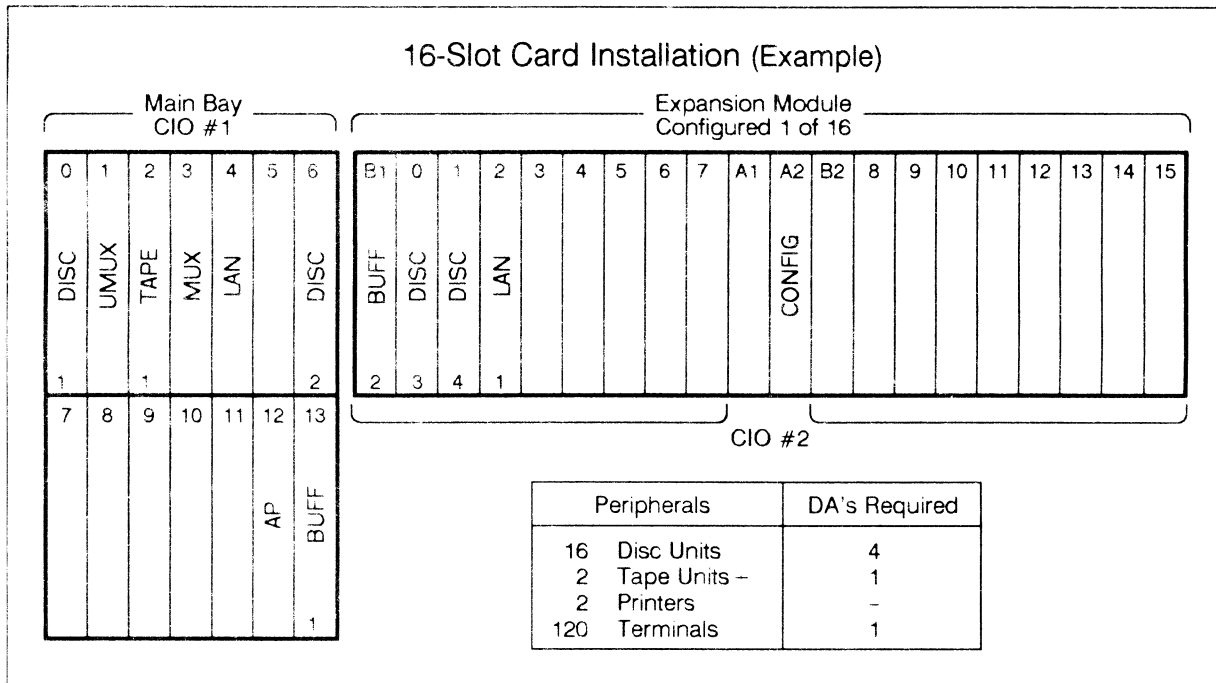 16-Slot Card Installation (Example)
Main Bay
CIO #1
Expansion Module
Configured 1 of 16
0 1 2 3 4 5 6
DISC UMUX TAPE MUX LAN DISC
1 1 2
B1 0 1 2 3 4 5 6 7 A1 A2 B2 8 9 10 11 12 13 14 15
BUFF DISC DISC LAN CONFIG
2 3 4 1
7 8 9 10 11 12 13
AP BUFF
1
CIO #2
Peripherals DA's Required
16 Disc Units 4
2 Tape Units – 1
2 Printers –
120 Terminals 1